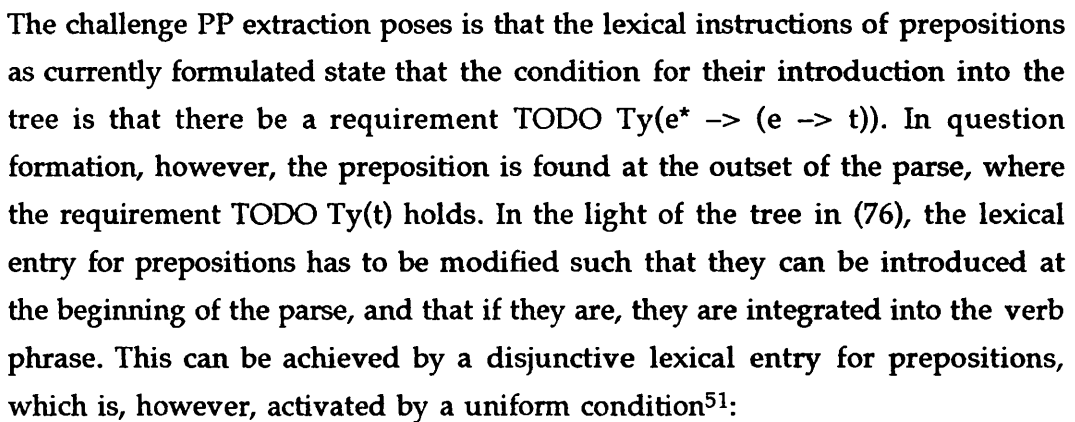 The challenge PP extraction poses is that the lexical instructions of prepositions
as currently formulated state that the condition for their introduction into the
tree is that there be a requirement TODO Ty(e* –> (e –> t)). In question
formation, however, the preposition is found at the outset of the parse, where
the requirement TODO Ty(t) holds. In the light of the tree in (76), the lexical
entry for prepositions has to be modified such that they can be introduced at
the beginning of the parse, and that if they are, they are integrated into the verb
phrase. This can be achieved by a disjunctive lexical entry for prepositions,
which is, however, activated by a uniform condition51: